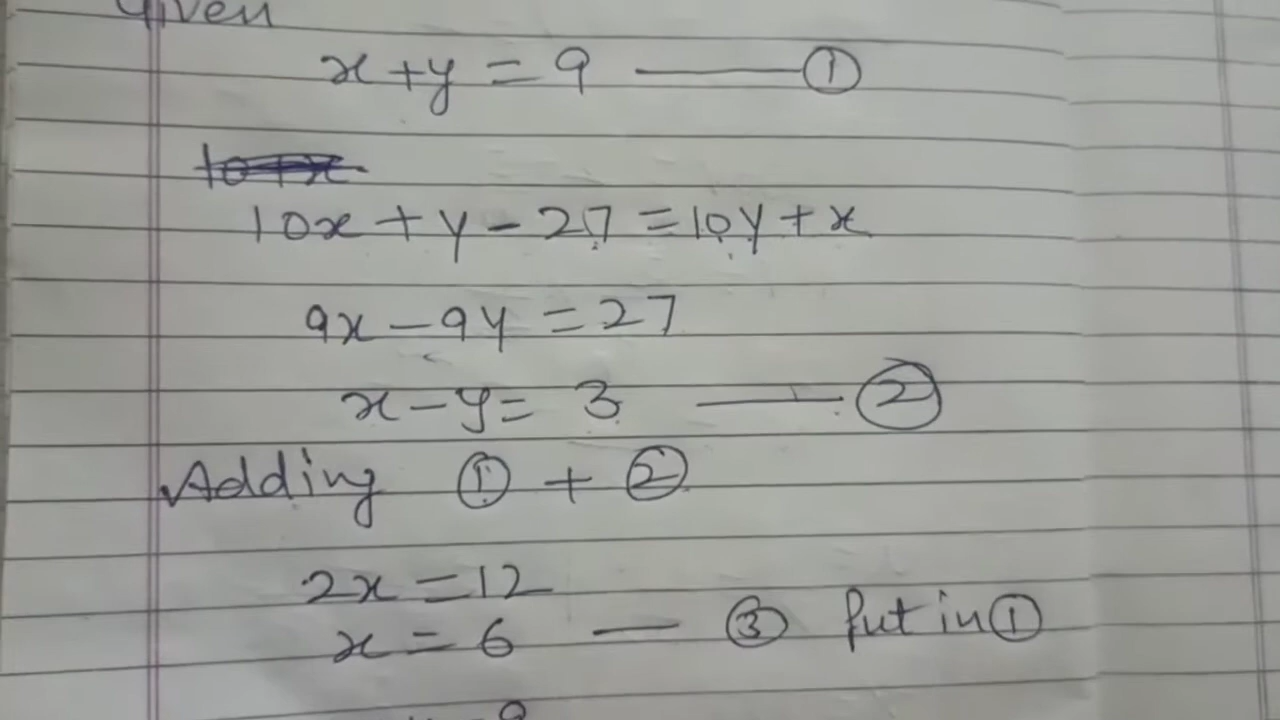 Given
x + y = 9 —— ①
10x + y - 27 = 10y + x
9x - 9y = 27
x - y = 3 —— ②
Adding ① + ②
2x = 12
x = 6 — ③ Put in ①